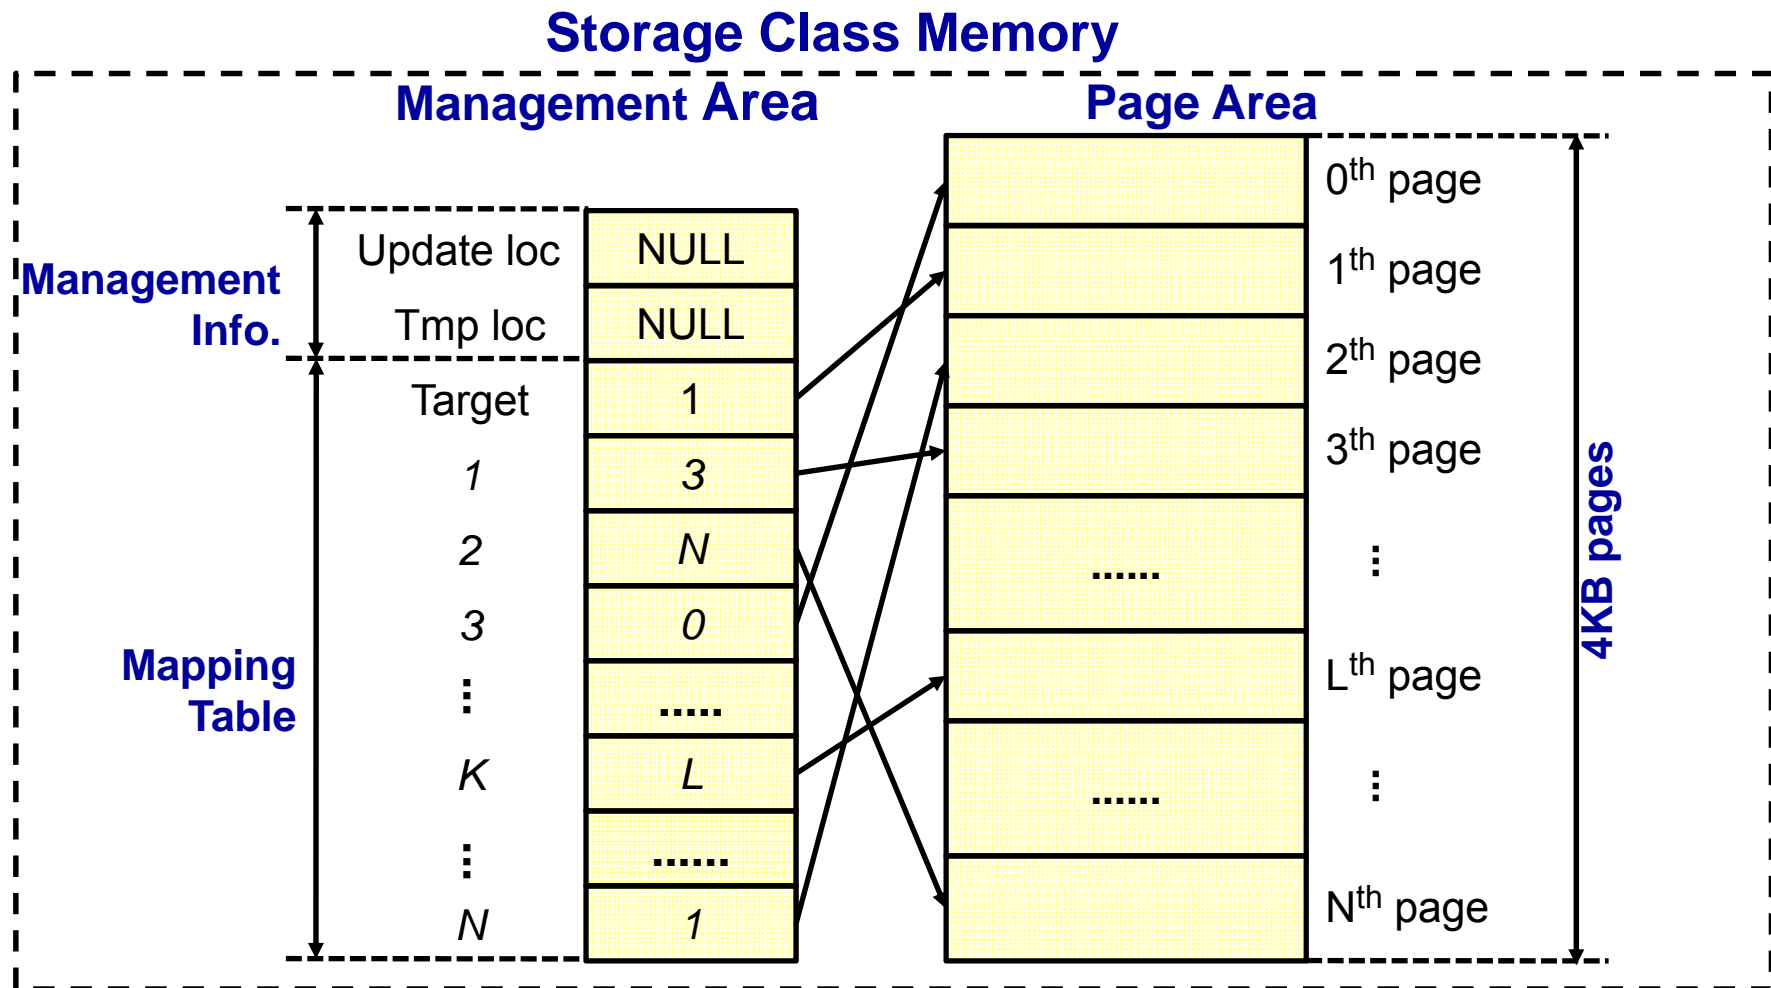 Storage Class Memory
Management Area
Page Area
Management
Info.
Update loc
NULL
Tmp loc
NULL
Mapping
Table
Target
1
1
3
2
N
3
0
⋮
.....
K
L
⋮
......
N
1
0th page
1th page
2th page
3th page
......
⋮
Lth page
......
⋮
Nth page
4KB pages